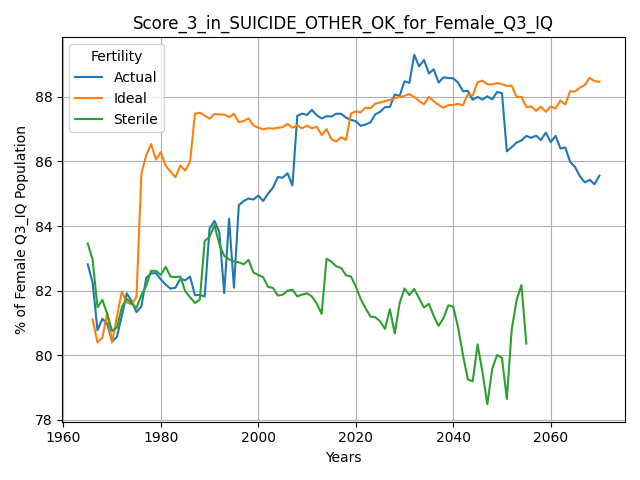 Score_3_in_SUICIDE_OTHER_OK_for_Female_Q3_IQ
Fertility
Actual
Ideal
Sterile
% of Female Q3_IQ Population
88
86
84
82
80
78
1960
1980
2000
2020
2040
2060
Years